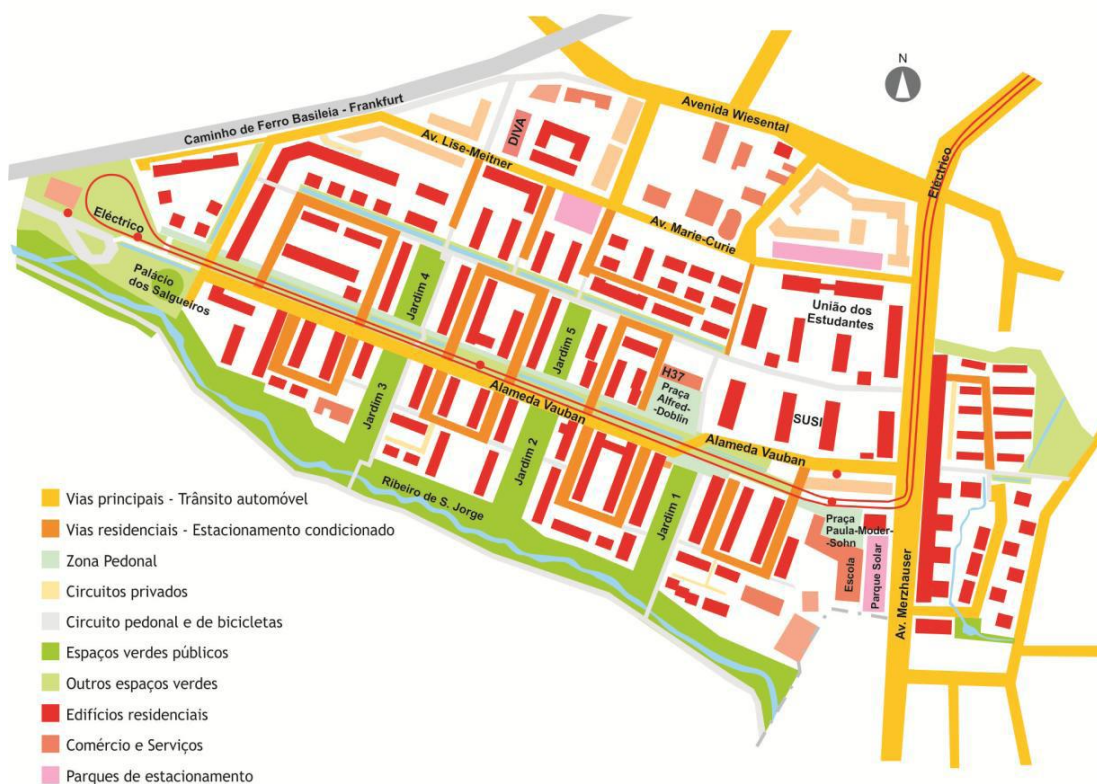 N
Caminho de Ferro Basileia - Frankfurt
Avenida Wiesental
DIVA
Av. Lise-Meitner
Eléctrico
Av. Marie-Curie
Eléctrico
Palácio
dos Salgueiros
Jardim 4
União dos
Estudantes
Jardim 5
H37
Praça
Alfred-
-Doblin
Alameda Vauban
Jardim 3
SUSI
Alameda Vauban
Jardim 2
Ribeiro de S. Jorge
Jardim 1
Praça
Paula-Moder-
-Sohn
Escola
Parque Solar
Av. Merzhauser
Vias principais - Trânsito automóvel
Vias residenciais - Estacionamento condicionado
Zona Pedonal
Circuitos privados
Circuito pedonal e de bicicletas
Espaços verdes públicos
Outros espaços verdes
Edifícios residenciais
Comércio e Serviços
Parques de estacionamento